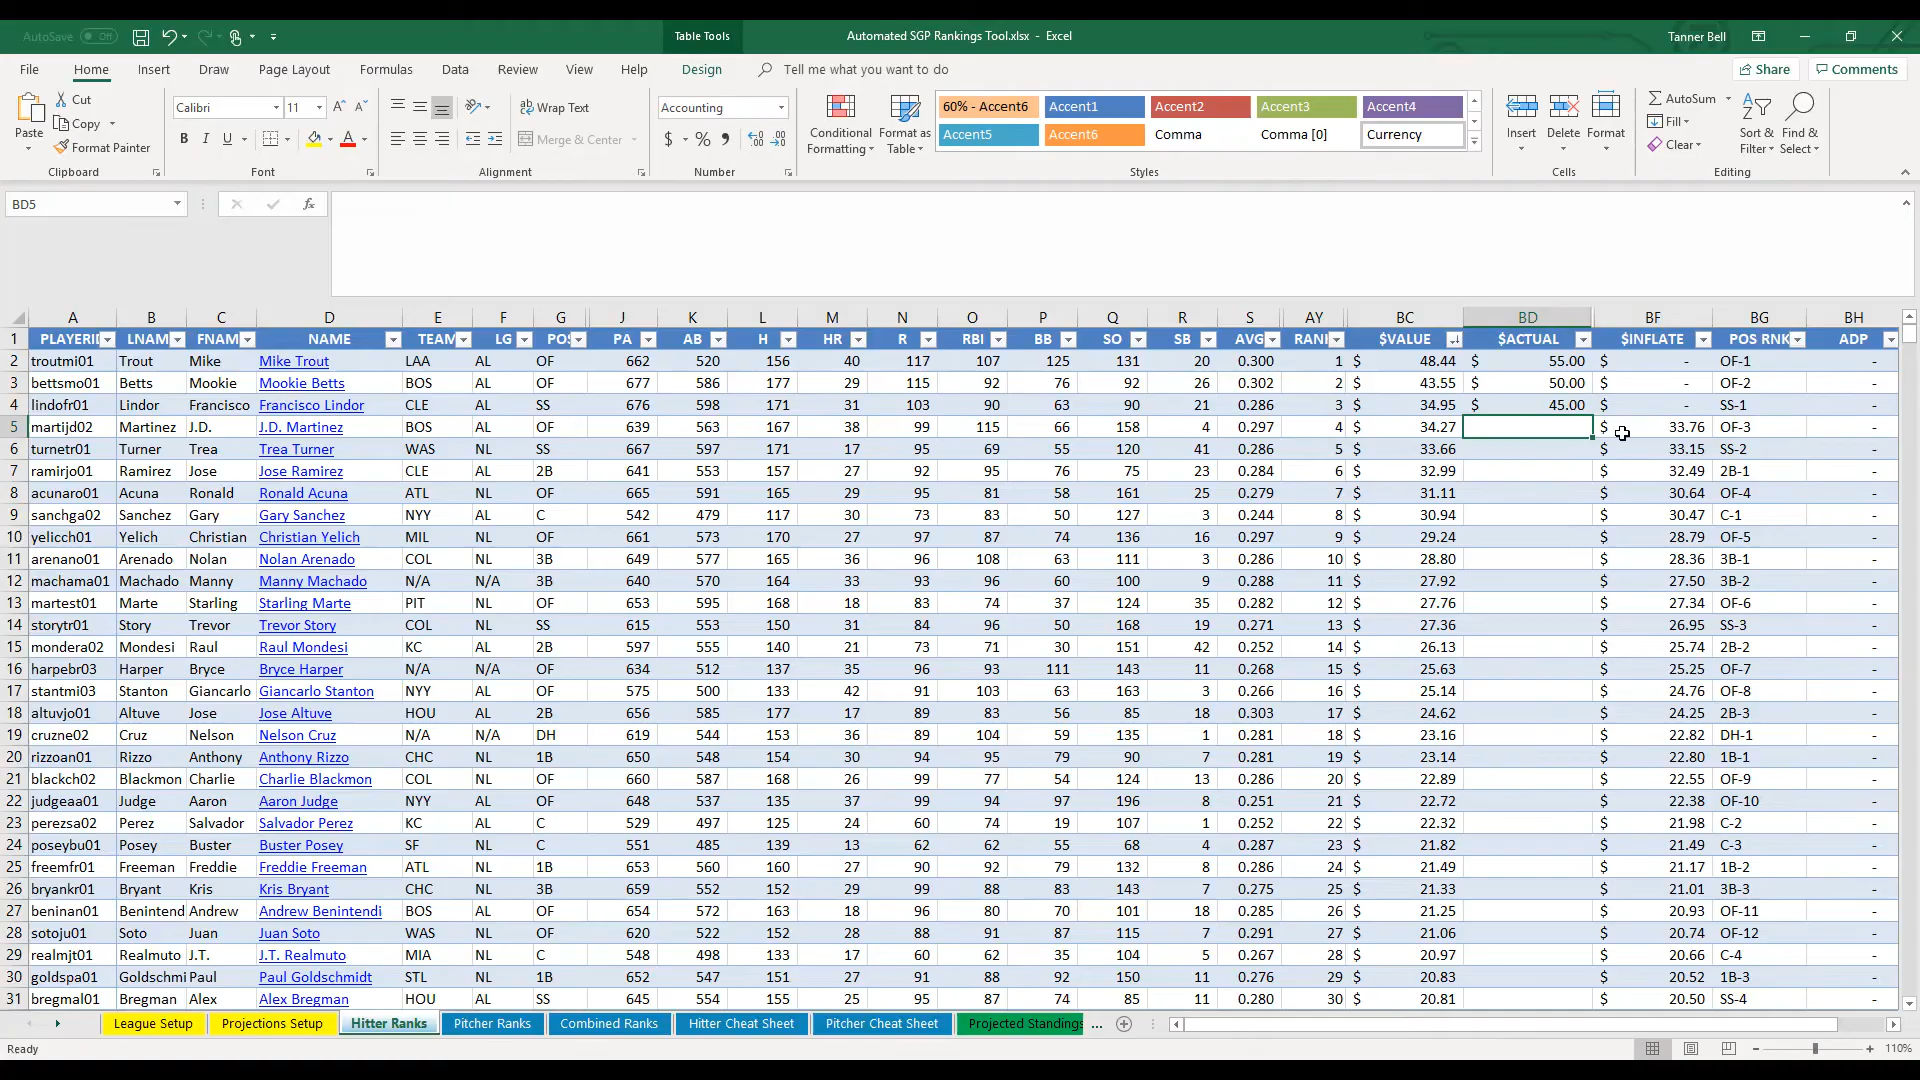 AutoSave Off Table Tools Automated SGP Rankings Tool.xlsx - Excel Tanner Bell
File Home Insert Draw Page Layout Formulas Data Review View Help Design Tell me what you want to do Share Comments
Cut Calibri 11 Wrap Text Accounting 60% - Accent6 Accent1 Accent2 Accent3 Accent4 AutoSum
Paste Copy Conditional Formatting Format as Table Insert Delete Format Fill Sort & Filter Find & Select
Format Painter B I U Merge & Center $ % Accent5 Accent6 Comma Comma [0] Currency Clear
Clipboard Font Alignment Number Styles Cells Editing
BD5 fx
A B C D E F G J K L M N O P Q R S AY BC BD BF BG BH
1 PLAYERI LNAM FNAM NAME TEAM LG POS PA AB H HR R RBI BB SO SB AVG RANK $VALUE $ACTUAL $INFLATE POS RNK ADP
2 troutmi01 Trout Mike Mike Trout LAA AL OF 662 520 156 40 117 107 125 131 20 0.300 1 $ 48.44 $ 55.00 $ - OF-1 -
3 bettsmo01 Betts Mookie Mookie Betts BOS AL OF 677 586 177 29 115 92 76 92 26 0.302 2 $ 43.55 $ 50.00 $ - OF-2 -
4 lindofr01 Lindor Francisco Francisco Lindor CLE AL SS 676 598 171 31 103 90 63 90 21 0.286 3 $ 34.95 $ 45.00 $ - SS-1 -
5 martijd02 Martinez J.D. J.D. Martinez BOS AL OF 639 563 167 38 99 115 66 158 4 0.297 4 $ 34.27 $ 33.76 OF-3 -
6 turnetr01 Turner Trea Trea Turner WAS NL SS 667 597 171 17 95 69 55 120 41 0.286 5 $ 33.66 $ 33.15 SS-2 -
7 ramirjo01 Ramirez Jose Jose Ramirez CLE AL 2B 641 553 157 27 92 95 76 75 23 0.284 6 $ 32.99 $ 32.49 2B-1 -
8 acunaro01 Acuna Ronald Ronald Acuna ATL NL OF 665 591 165 29 95 81 58 161 25 0.279 7 $ 31.11 $ 30.64 OF-4 -
9 sanchga02 Sanchez Gary Gary Sanchez NYY AL C 542 479 117 30 73 83 50 127 3 0.244 8 $ 30.94 $ 30.47 C-1 -
10 yelicch01 Yelich Christian Christian Yelich MIL NL OF 661 573 170 27 97 87 74 136 16 0.297 9 $ 29.24 $ 28.79 OF-5 -
11 arenano01 Arenado Nolan Nolan Arenado COL NL 3B 649 577 165 36 96 108 63 111 3 0.286 10 $ 28.80 $ 28.36 3B-1 -
12 machama01 Machado Manny Manny Machado N/A N/A 3B 640 570 164 33 93 96 60 100 9 0.288 11 $ 27.92 $ 27.50 3B-2 -
13 martest01 Marte Starling Starling Marte PIT NL OF 653 595 168 18 83 74 37 124 35 0.282 12 $ 27.76 $ 27.34 OF-6 -
14 storytr01 Story Trevor Trevor Story COL NL SS 615 553 150 31 84 96 50 168 19 0.271 13 $ 27.36 $ 26.95 SS-3 -
15 mondera02 Mondesi Raul Raul Mondesi KC AL 2B 597 555 140 21 73 71 30 151 42 0.252 14 $ 26.13 $ 25.74 2B-2 -
16 harpebr03 Harper Bryce Bryce Harper N/A N/A OF 634 512 137 35 96 93 111 143 11 0.268 15 $ 25.63 $ 25.25 OF-7 -
17 stantmi03 Stanton Giancarlo Giancarlo Stanton NYY AL OF 575 500 133 42 91 103 63 163 3 0.266 16 $ 25.14 $ 24.76 OF-8 -
18 altuvjo01 Altuve Jose Jose Altuve HOU AL 2B 656 585 177 17 89 83 56 85 18 0.303 17 $ 24.62 $ 24.25 2B-3 -
19 cruzne02 Cruz Nelson Nelson Cruz N/A N/A DH 619 544 153 36 89 104 59 135 1 0.281 18 $ 23.16 $ 22.82 DH-1 -
20 rizzoan01 Rizzo Anthony Anthony Rizzo CHC NL 1B 650 548 154 30 94 95 79 90 7 0.281 19 $ 23.14 $ 22.80 1B-1 -
21 blackch02 Blackmon Charlie Charlie Blackmon COL NL OF 660 587 168 26 99 77 54 124 13 0.286 20 $ 22.89 $ 22.55 OF-9 -
22 judgeaa01 Judge Aaron Aaron Judge NYY AL OF 648 537 135 37 99 94 97 196 8 0.251 21 $ 22.72 $ 22.38 OF-10 -
23 perezsa02 Perez Salvador Salvador Perez KC AL C 529 497 125 24 60 74 19 107 1 0.252 22 $ 22.32 $ 21.98 C-2 -
24 poseybu01 Posey Buster Buster Posey SF NL C 551 485 139 13 62 62 55 68 4 0.287 23 $ 21.82 $ 21.49 C-3 -
25 freemfr01 Freeman Freddie Freddie Freeman ATL NL 1B 653 560 160 27 90 92 79 132 8 0.286 24 $ 21.49 $ 21.17 1B-2 -
26 bryankr01 Bryant Kris Kris Bryant CHC NL 3B 659 552 152 29 99 88 83 143 7 0.275 25 $ 21.33 $ 21.01 3B-3 -
27 beninan01 Benintend Andrew Andrew Benintendi BOS AL OF 654 572 163 18 96 80 70 101 18 0.285 26 $ 21.25 $ 20.93 OF-11 -
28 sotoju01 Soto Juan Juan Soto WAS NL OF 620 522 152 28 88 91 87 115 7 0.291 27 $ 21.06 $ 20.74 OF-12 -
29 realmjt01 Realmuto J.T. J.T. Realmuto MIA NL C 548 498 133 17 60 62 35 104 5 0.267 28 $ 20.97 $ 20.66 C-4 -
30 goldspa01 Goldschmi Paul Paul Goldschmidt STL NL 1B 652 547 151 27 91 88 92 150 11 0.276 29 $ 20.83 $ 20.52 1B-3 -
31 bregmal01 Bregman Alex Alex Bregman HOU AL SS 645 554 155 25 95 87 74 85 11 0.280 30 $ 20.81 $ 20.50 SS-4 -
League Setup Projections Setup Hitter Ranks Pitcher Ranks Combined Ranks Hitter Cheat Sheet Pitcher Cheat Sheet Projected Standings ...
Ready 110%